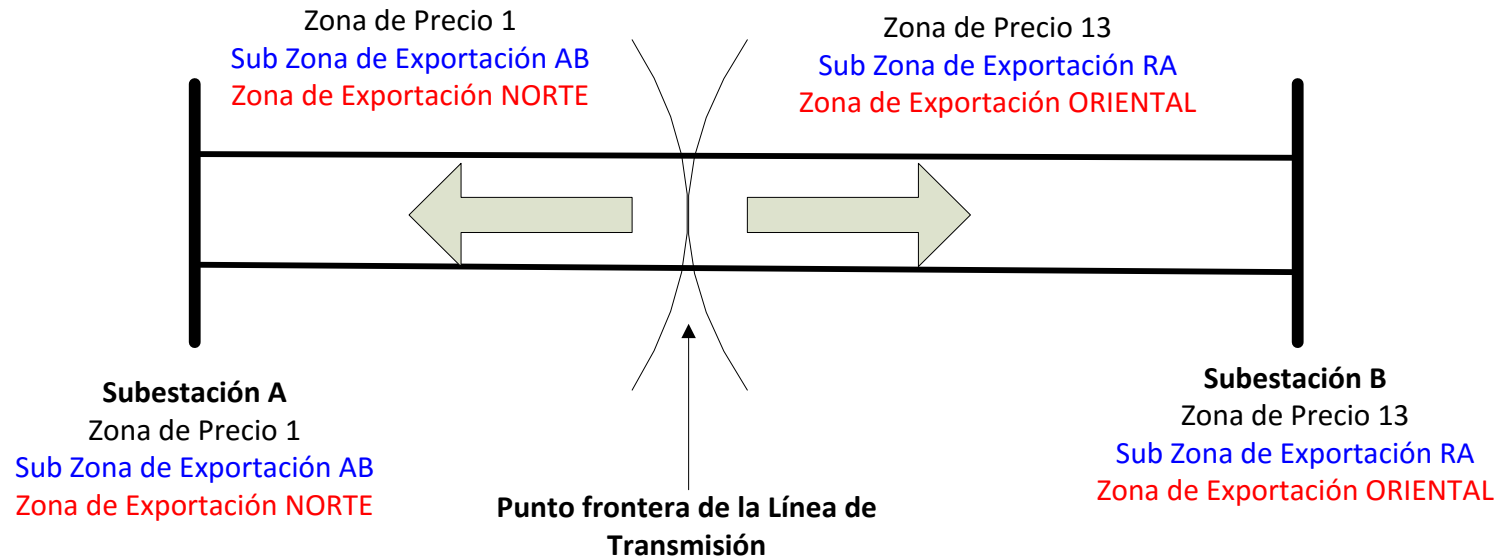 Zona de Precio 1
Sub Zona de Exportación AB
Zona de Exportación NORTE
Zona de Precio 13
Sub Zona de Exportación RA
Zona de Exportación ORIENTAL
Subestación A
Zona de Precio 1
Sub Zona de Exportación AB
Zona de Exportación NORTE
Punto frontera de la Línea de
Transmisión
Subestación B
Zona de Precio 13
Sub Zona de Exportación RA
Zona de Exportación ORIENTAL